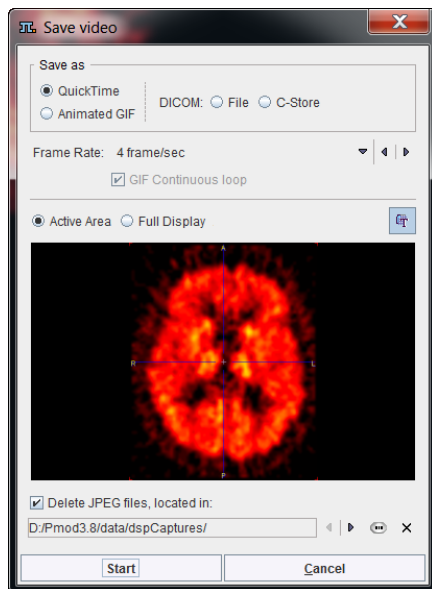 Save video
Save as
QuickTime
Animated GIF
DICOM: File C-Store
Frame Rate: 4 frame/sec
GIF Continuous loop
Active Area Full Display
A
R L
P
Delete JPEG files, located in:
D:/Pmod3.8/data/dspCaptures/
Start Cancel